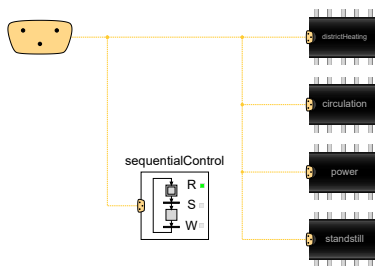 districtHeating
circulation
sequentialControl
power
R
S
W
standstill